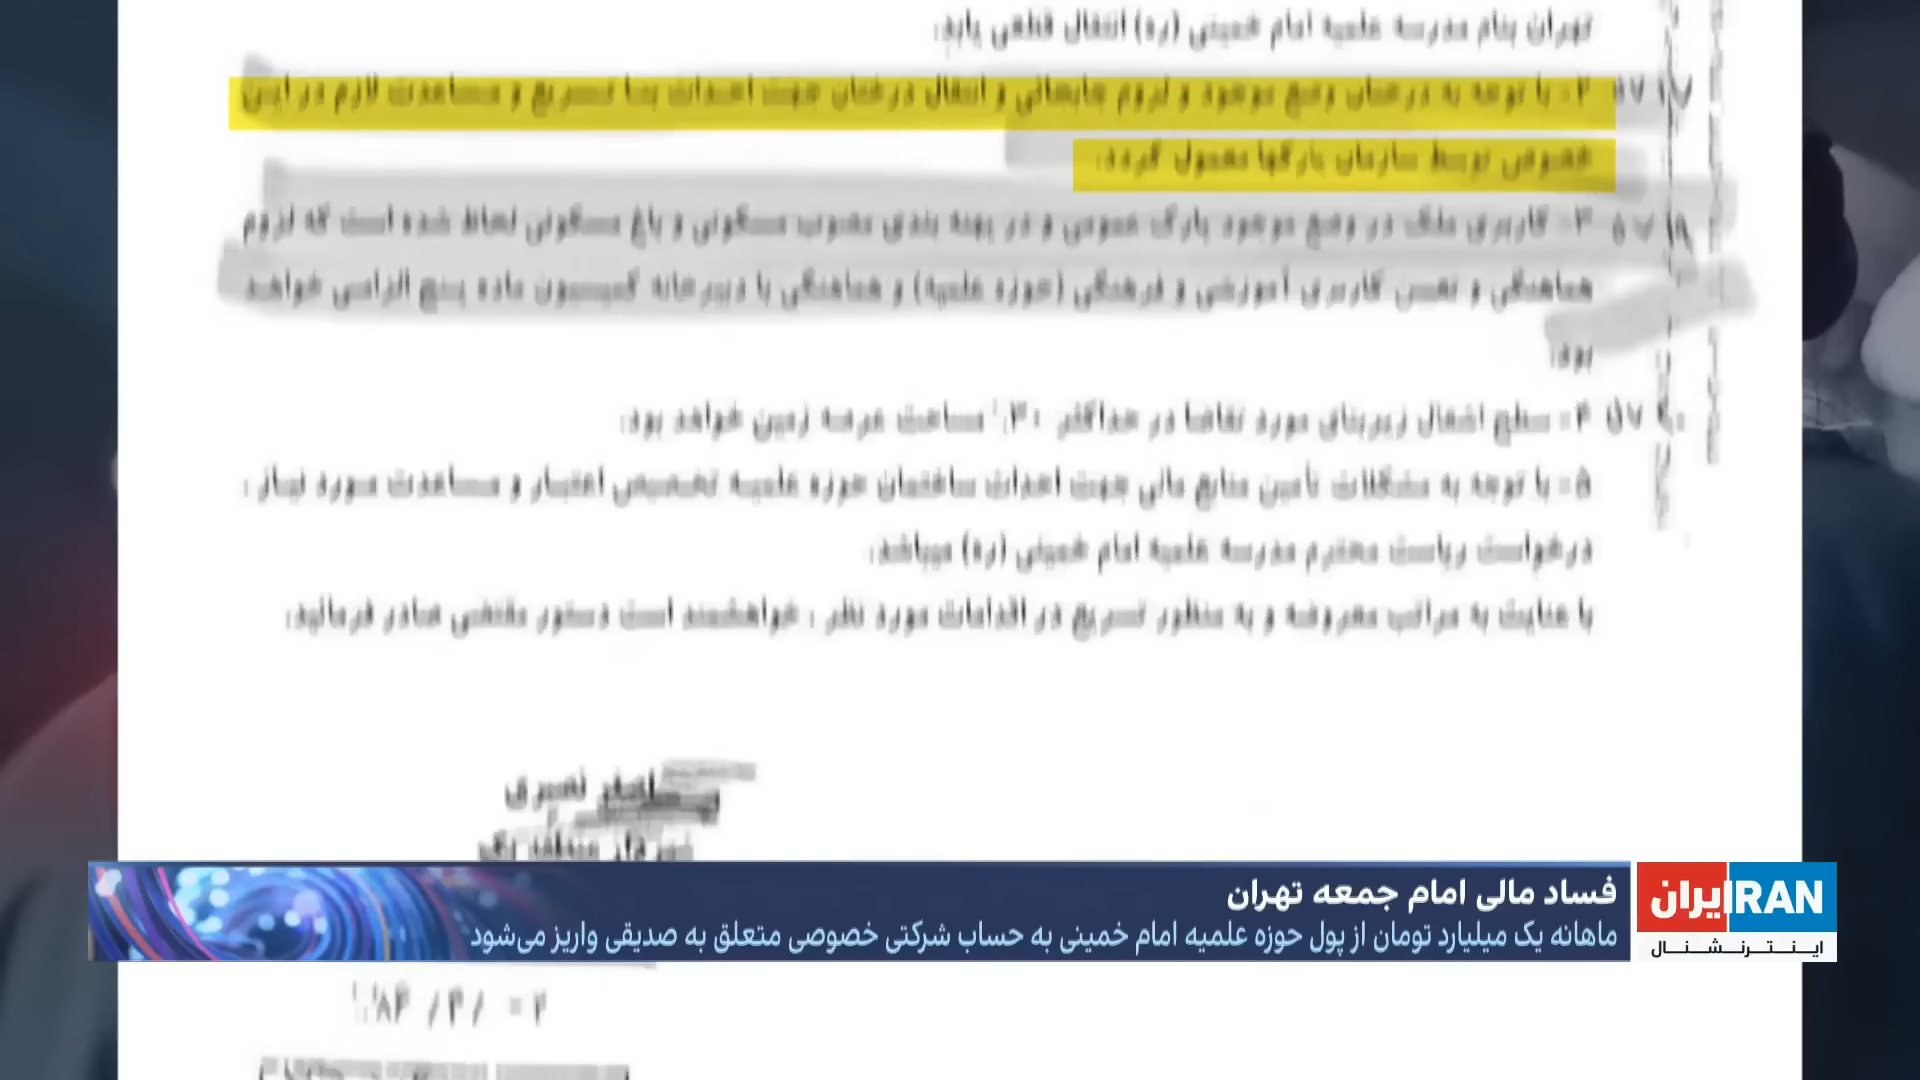 تهران بنام مدرسه علمیه امام خمینی (ره) انتقال قطعی یابد.
۲- با توجه به درختان وضع موجود و لزوم جابجائی و انتقال درختان جهت احداث بنا تسریع و مساعدت لازم در این
خصوص توسط سازمان پارکها معمول گردد.
۳- کاربری ملک در وضع موجود پارک عمومی و در پهنه بندی مصوب مسکونی و باغ مسکونی لحاظ شده است که لزوم
هماهنگی و تعیین کاربری آموزشی و فرهنگی (حوزه علمیه) و هماهنگی با دبیرخانه کمیسیون ماده پنج الزامی خواهد
بود.
۴- سطح اشغال زیربنای مورد تقاضا در حداکثر ۳۰٪ مساحت عرصه زمین خواهد بود.
۵- با توجه به مشکلات تأمین منابع مالی جهت احداث ساختمان حوزه علمیه تخصیص اعتبار و مساعدت مورد نیاز ،
درخواست ریاست محترم مدرسه علمیه امام خمینی (ره) میباشد.
با عنایت به مراتب معروضه و به منظور تسریع در اقدامات مورد نظر ، خواهشمند است دستور مقتضی صادر فرمائید.
نصیری
شهردار منطقه یک
فساد مالی امام جمعه تهران
ماهانه یک میلیارد تومان از پول حوزه علمیه امام خمینی به حساب شرکتی خصوصی متعلق به صدیقی واریز می‌شود
ایران IRAN
اینترنشنال